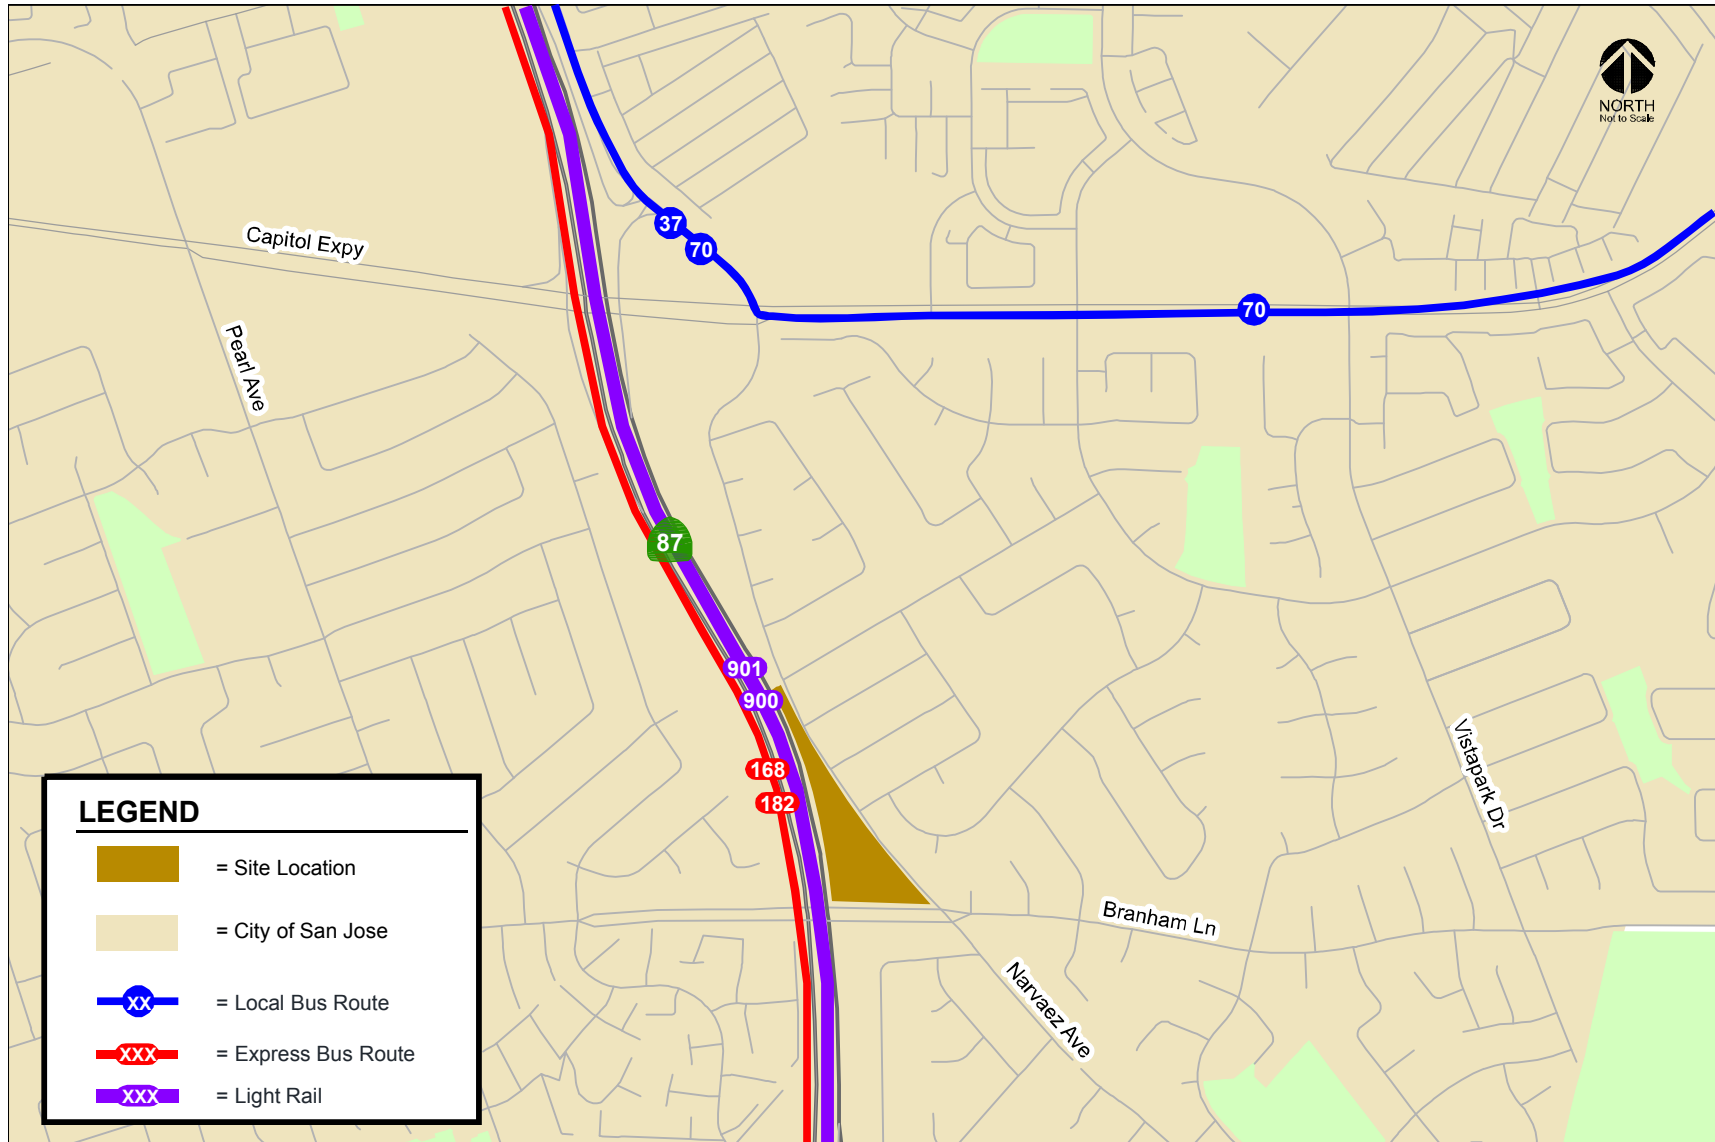 NORTH
Not to Scale
37
70
Capitol Expy
70
Pearl Ave
87
901
900
168
182
Vistapark Dr
Branham Ln
Narvaez Ave
LEGEND
= Site Location
= City of San Jose
XX = Local Bus Route
XXX = Express Bus Route
XXX = Light Rail